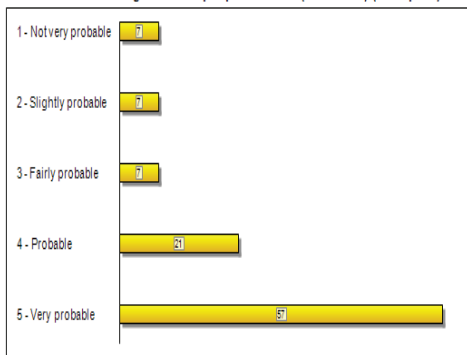 1 - Not very probable 7
2 - Slightly probable 7
3 - Fairly probable 7
4 - Probable 21
5 - Very probable 57